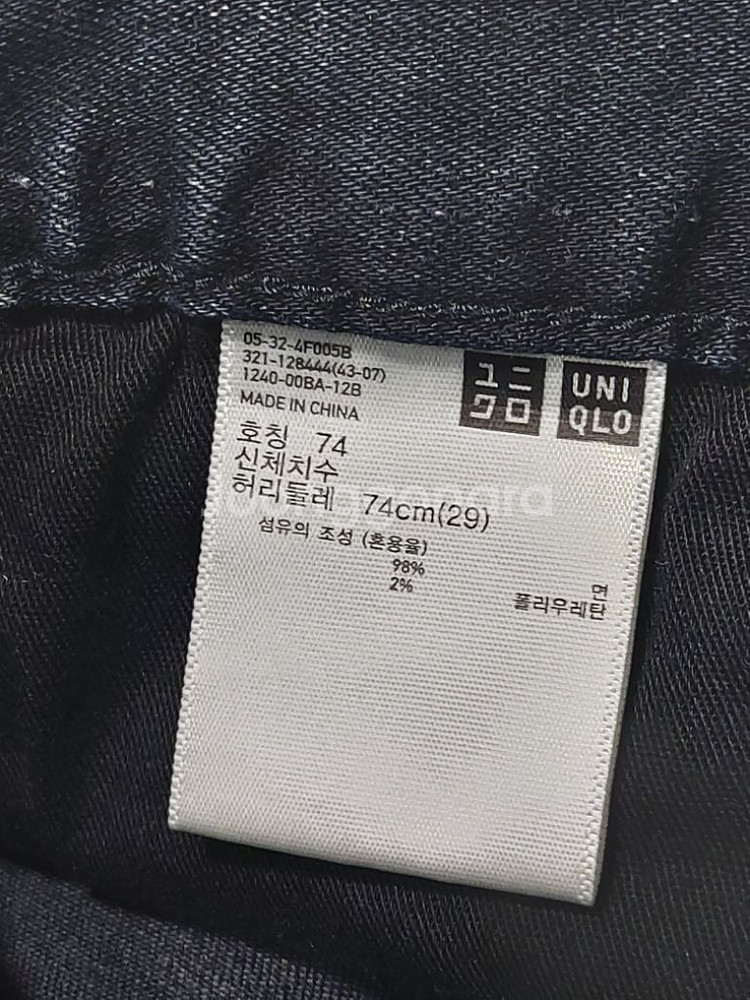 05-32-4F005B
321-128444(43-07)
1240-00BA-12B
MADE IN CHINA
ユニ
クロ
UNI
QLO
호칭 74
신체치수
허리둘레 74cm(29)
섬유의 조성 (혼용율)
98% 면
2% 폴리우레탄